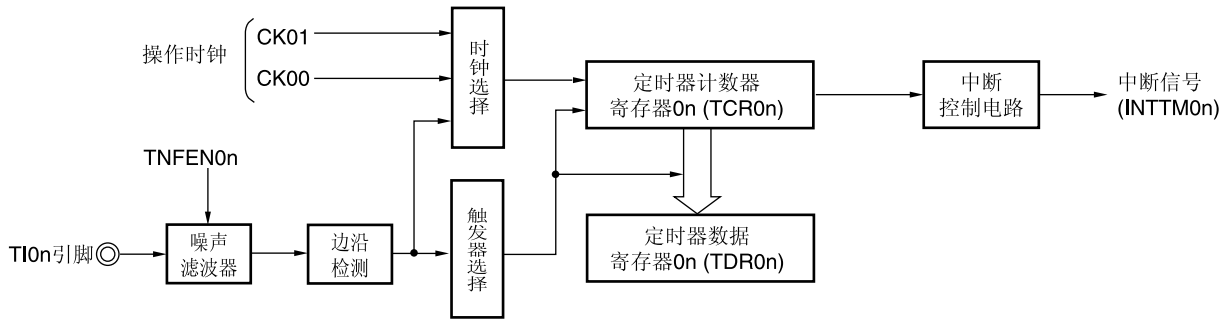 操作时钟
CK01
CK00
时钟选择
定时器计数器
寄存器0n (TCR0n)
中断
控制电路
中断信号
(INTTM0n)
TNFEN0n
TI0n引脚
噪声
滤波器
边沿
检测
触发器选择
定时器数据
寄存器0n (TDR0n)